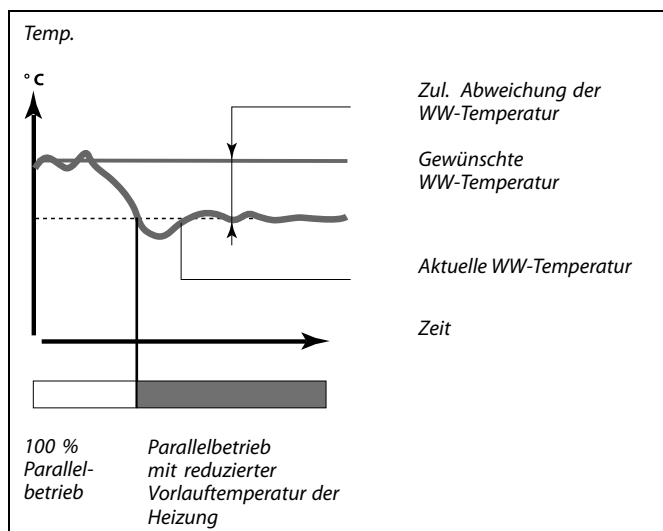 Temp.
° C
Zul. Abweichung der
WW-Temperatur
Gewünschte
WW-Temperatur
Aktuelle WW-Temperatur
Zeit
100 %
Parallel-
betrieb
Parallelbetrieb
mit reduzierter
Vorlauftemperatur der
Heizung